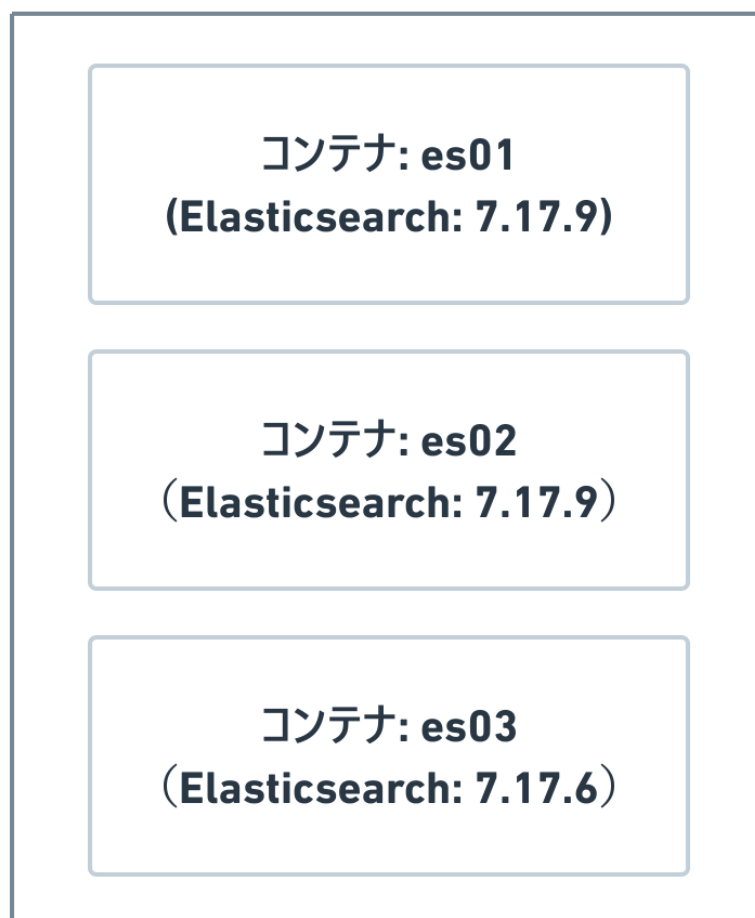 コンテナ: es01
(Elasticsearch: 7.17.9)
コンテナ: es02
（Elasticsearch: 7.17.9）
コンテナ: es03
（Elasticsearch: 7.17.6）